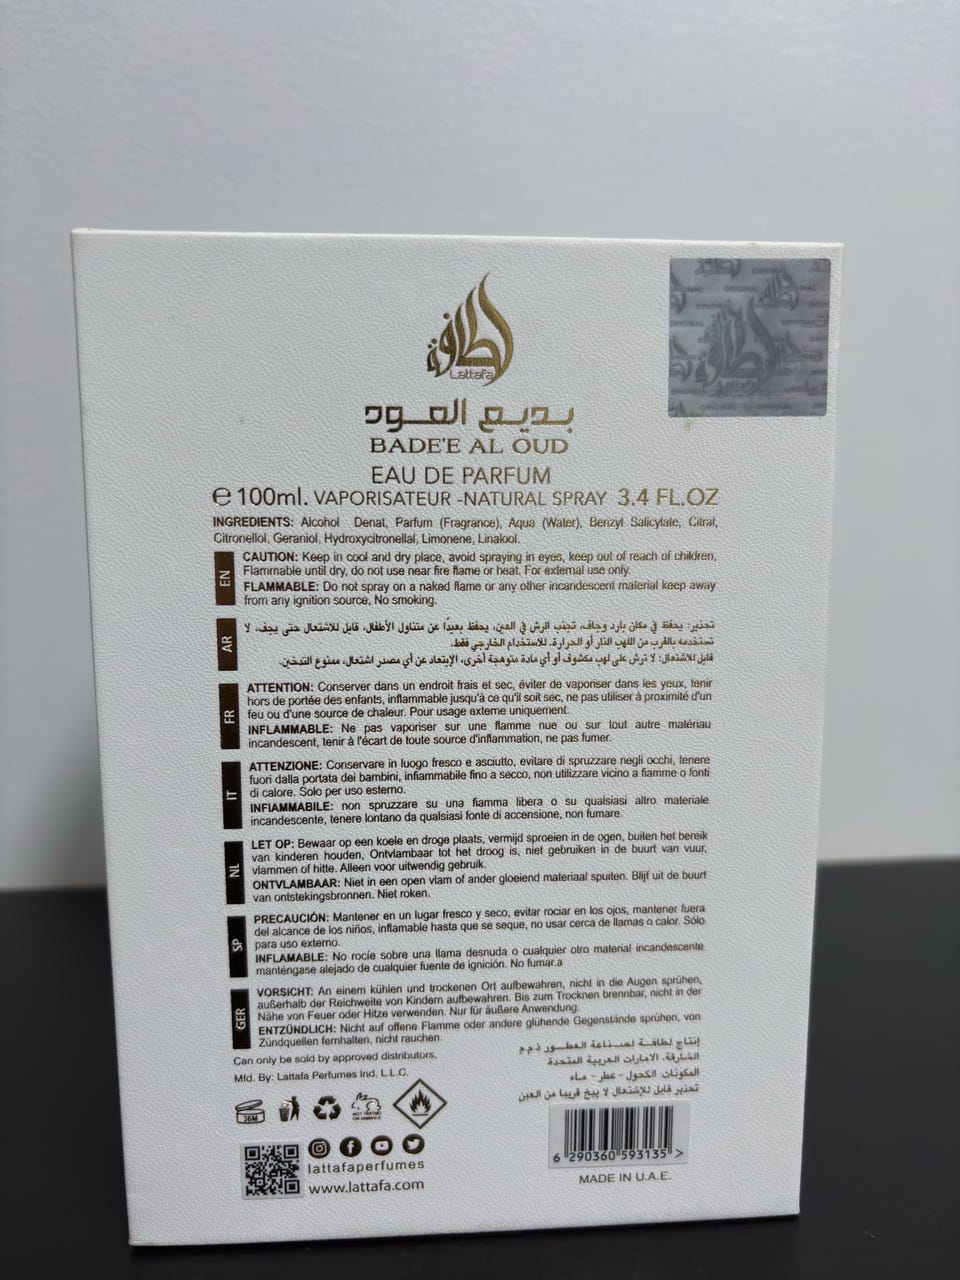 لطافة
Lattafa
ORIGINAL
لطافة
Lattafa
بديع العود
BADE'E AL OUD
EAU DE PARFUM
℮ 100ml. VAPORISATEUR -NATURAL SPRAY 3.4 FL.OZ
INGREDIENTS: Alcohol Denat, Parfum (Fragrance), Aqua (Water), Benzyl Salicylate, Citral,
Citronellol, Geraniol, Hydroxycitronellal, Limonene, Linalool.
EN
CAUTION: Keep in cool and dry place, avoid spraying in eyes, keep out of reach of children,
Flammable until dry, do not use near fire flame or heat. For external use only.
FLAMMABLE: Do not spray on a naked flame or any other incandescent material keep away
from any ignition source, No smoking.
AR
تحذير: يحفظ في مكان بارد وجاف، تجنب الرش في العين، يحفظ بعيداً عن متناول الأطفال، قابل للاشتعال حتى يجف، لا
تستخدمه بالقرب من اللهب النار أو الحرارة. للاستخدام الخارجي فقط.
قابل للاشتعال: لا ترش على لهب مكشوف أو أي مادة متوهجة أخرى، الإبتعاد عن أي مصدر اشتعال، ممنوع التدخين.
FR
ATTENTION: Conserver dans un endroit frais et sec, éviter de vaporiser dans les yeux, tenir
hors de portée des enfants, inflammable jusqu'à ce qu'il soit sec, ne pas utiliser à proximité d'un
feu ou d'une source de chaleur. Pour usage externe uniquement.
INFLAMMABLE: Ne pas vaporiser sur une flamme nue ou sur tout autre matériau
incandescent, tenir à l'écart de toute source d'inflammation, ne pas fumer.
IT
ATTENZIONE: Conservare in luogo fresco e asciutto, evitare di spruzzare negli occhi, tenere
fuori dalla portata dei bambini, infiammabile fino a secco, non utilizzare vicino a fiamme o fonti
di calore. Solo per uso esterno.
INFIAMMABILE: non spruzzare su una fiamma libera o su qualsiasi altro materiale
incandescente, tenere lontano da qualsiasi fonte di accensione, non fumare
NL
LET OP: Bewaar op een koele en droge plaats, vermijd sproeien in de ogen, buiten het bereik
van kinderen houden, Ontvlambaar tot het droog is, niet gebruiken in de buurt van vuur,
vlammen of hitte. Alleen voor uitwendig gebruik.
ONTVLAMBAAR: Niet in een open vlam of ander gloeiend materiaal spuiten. Blijf uit de buurt
van ontstekingsbronnen. Niet roken.
SP
PRECAUCIÓN: Mantener en un lugar fresco y seco, evitar rociar en los ojos, mantener fuera
del alcance de los niños, inflamable hasta que se seque, no usar cerca de llamas o calor. Sólo
para uso externo.
INFLAMABLE: No rocíe sobre una llama desnuda o cualquier otro material incandescente
manténgase alejado de cualquier fuente de ignición. No fumar.a
GER
VORSICHT: An einem kühlen und trockenen Ort aufbewahren, nicht in die Augen sprühen,
außerhalb der Reichweite von Kindern aufbewahren. Bis zum Trocknen brennbar, nicht in der
Nähe von Feuer oder Hitze verwenden. Nur für äußere Anwendung.
ENTZÜNDLICH: Nicht auf offene Flamme oder andere glühende Gegenstände sprühen, von
Zündquellen fernhalten, nicht rauchen.
Can only be sold by approved distributors.
Mfd. By: Lattafa Perfumes Ind. L.L.C.
إنتاج لطافة لصناعة العطور ذ.م.م
الشارقة، الامارات العربية المتحدة
المكونات: الكحول - عطر - ماء
تحذير قابل للإشتعال لا يبخ قريبا من العين
36M
NOT TESTED
ON ANIMALS
lattafaperfumes
www.lattafa.com
6 290360 593135 >
MADE IN U.A.E.